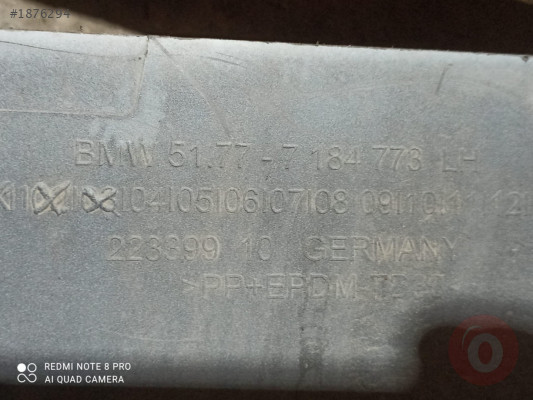 #1876294
BMW 51.77 - 7 184 773 LH
04 05 06 07 08 09 10 11 12
223399 10 GERMANY
>PP+EPDM-
REDMI NOTE 8 PRO
AI QUAD CAMERA